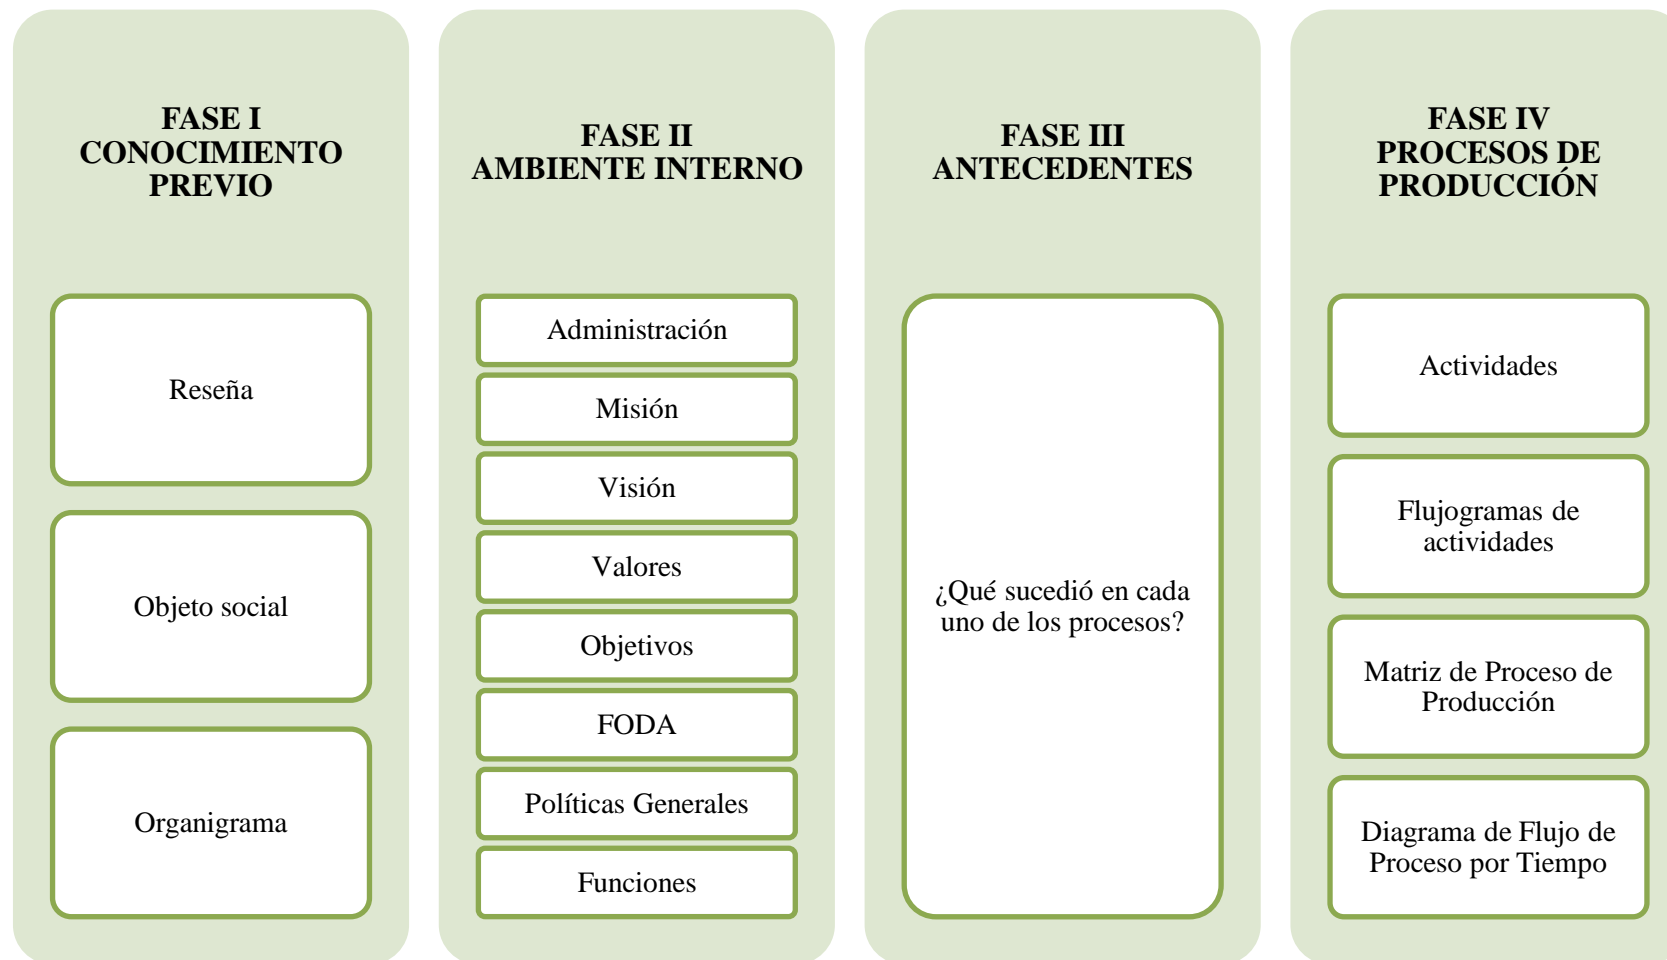 FASE I
CONOCIMIENTO
PREVIO
Reseña
Objeto social
Organigrama
FASE II
AMBIENTE INTERNO
Administración
Misión
Visión
Valores
Objetivos
FODA
Políticas Generales
Funciones
FASE III
ANTECEDENTES
¿Qué sucedió en cada
uno de los procesos?
FASE IV
PROCESOS DE
PRODUCCIÓN
Actividades
Flujogramas de
actividades
Matriz de Proceso de
Producción
Diagrama de Flujo de
Proceso por Tiempo